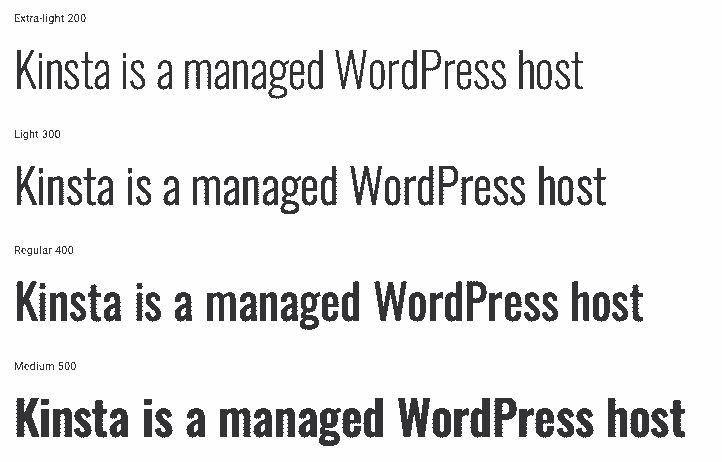 Extra-light 200
Kinsta is a managed WordPress host
Light 300
Kinsta is a managed WordPress host
Regular 400
Kinsta is a managed WordPress host
Medium 500
Kinsta is a managed WordPress host